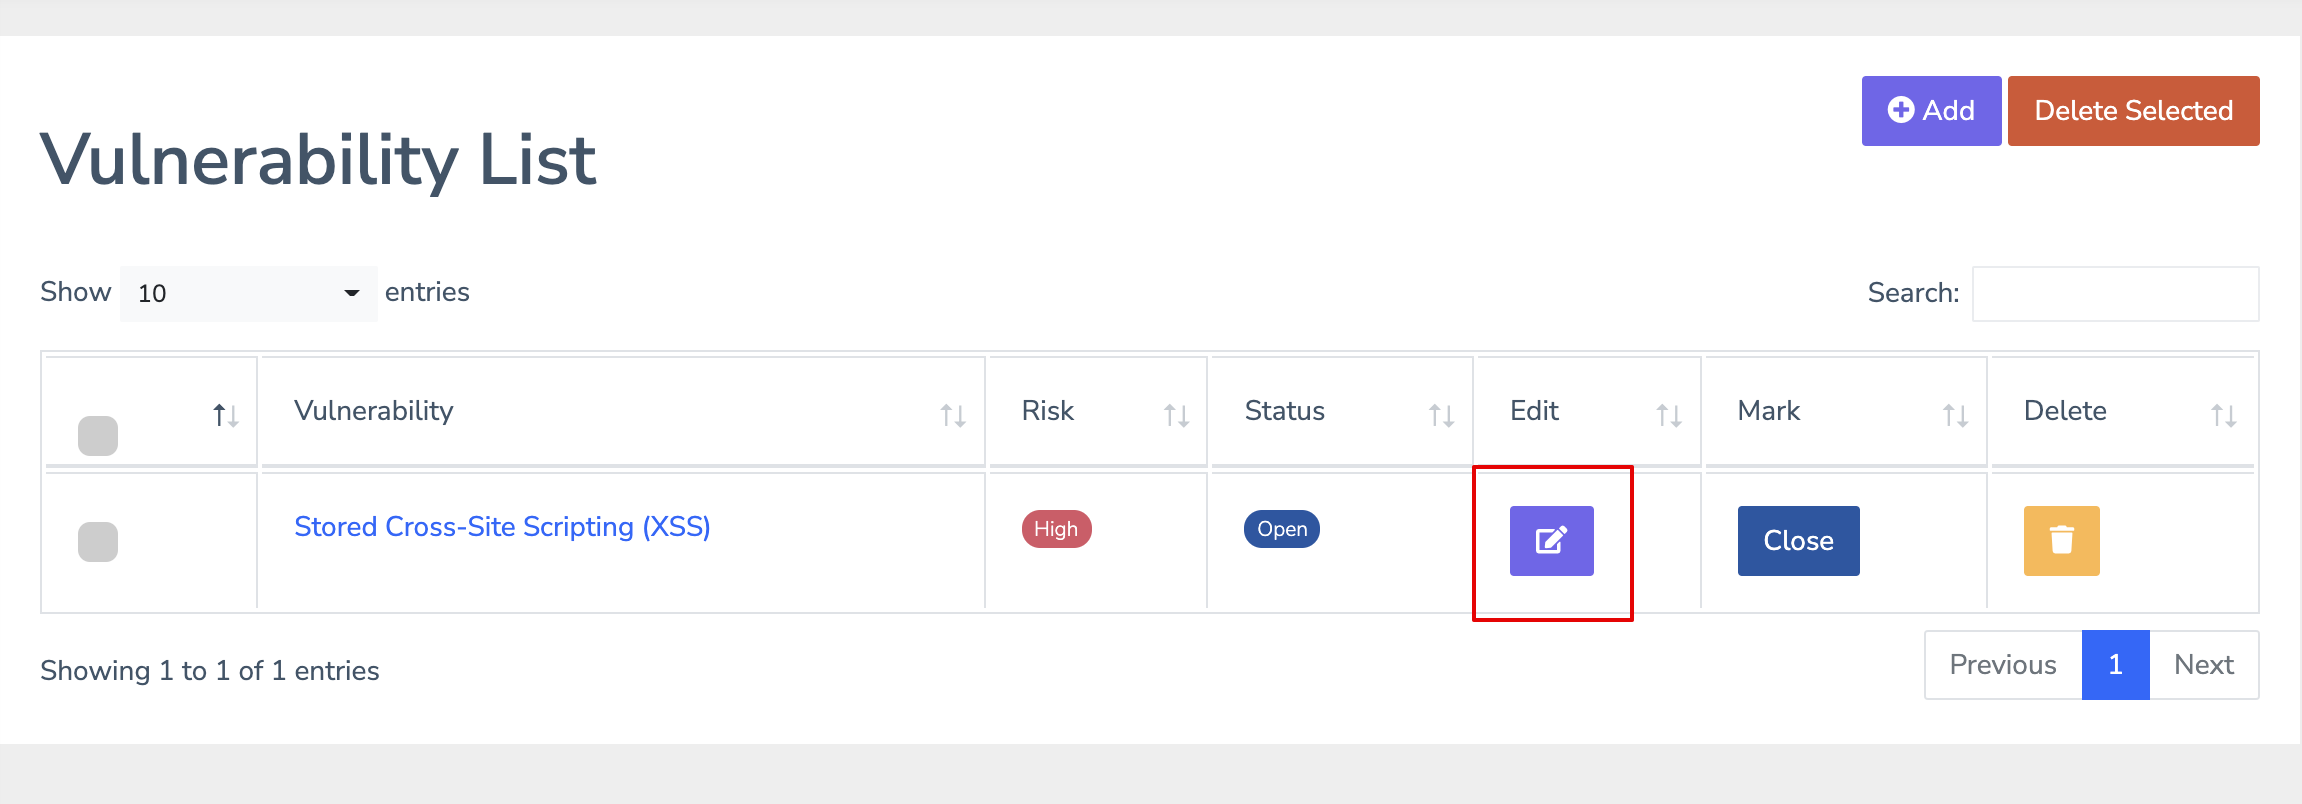 Add Delete Selected
Vulnerability List
Show 10 entries Search:
Vulnerability Risk Status Edit Mark Delete
Stored Cross-Site Scripting (XSS) High Open Close
Showing 1 to 1 of 1 entries Previous 1 Next